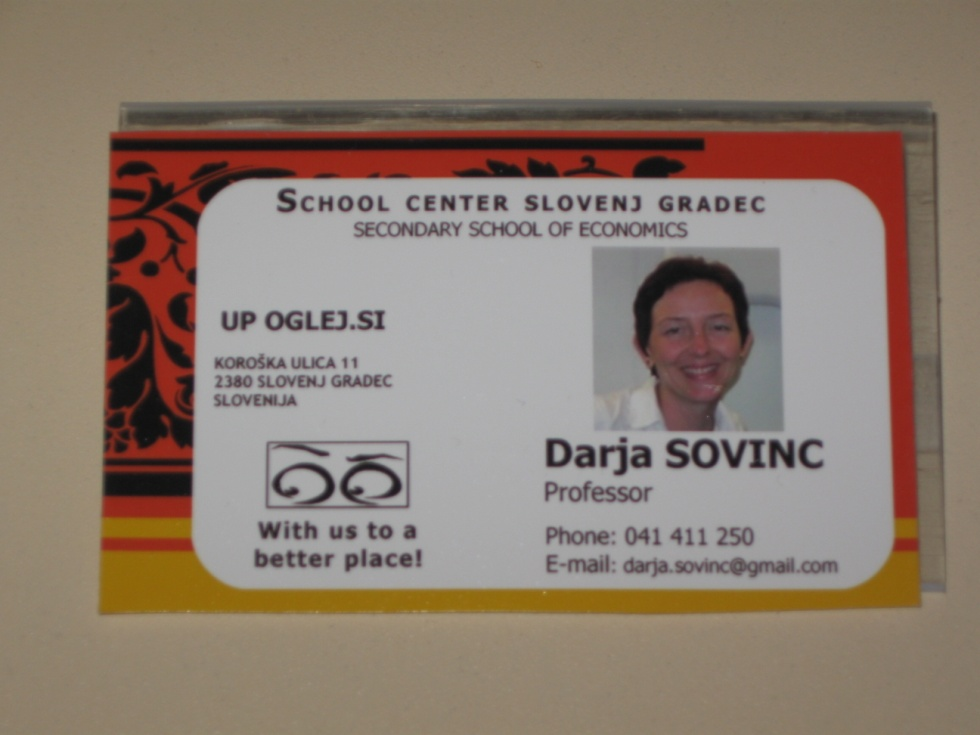 SCHOOL CENTER SLOVENJ GRADEC
SECONDARY SCHOOL OF ECONOMICS
UP OGLEJ.SI
KOROŠKA ULICA 11
2380 SLOVENJ GRADEC
SLOVENIJA
With us to a
better place!
Darja SOVINC
Professor
Phone: 041 411 250
E-mail: darja.sovinc@gmail.com